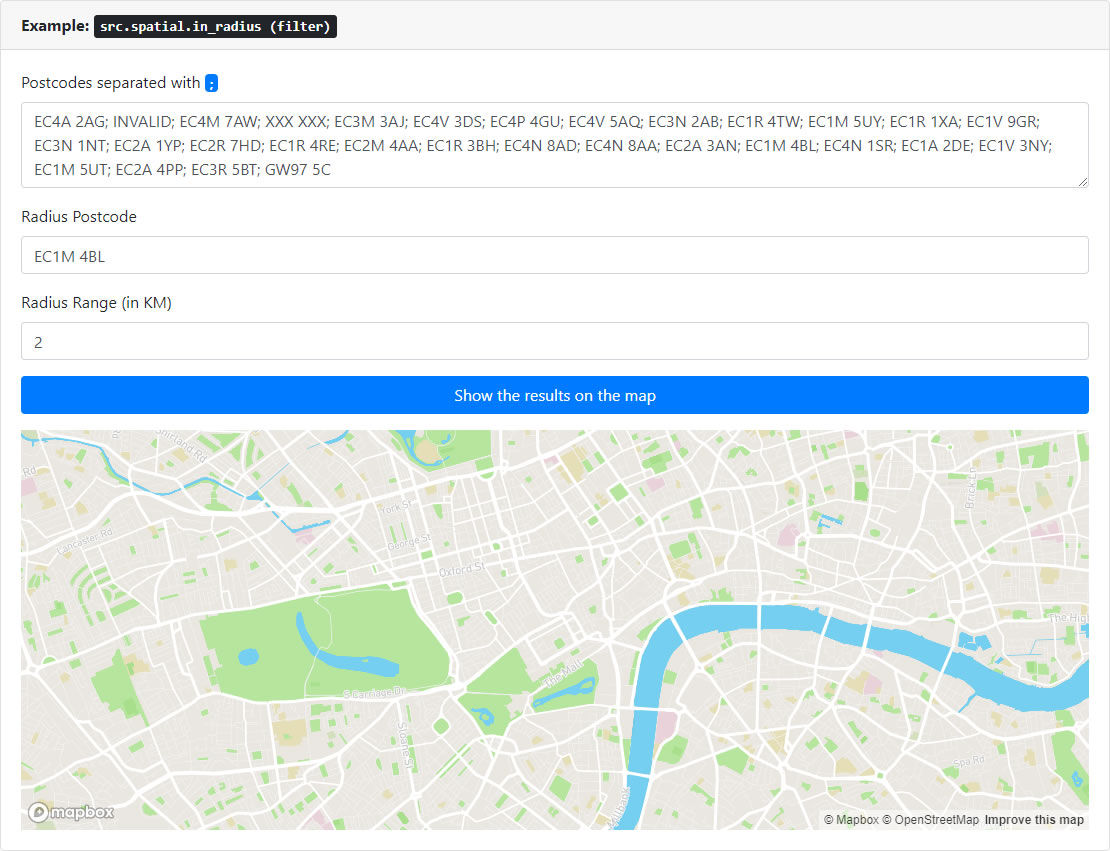 Example: src.spatial.in_radius (filter)
Postcodes separated with ;
EC4A 2AG; INVALID; EC4M 7AW; XXX XXX; EC3M 3AJ; EC4V 3DS; EC4P 4GU; EC4V 5AQ; EC3N 2AB; EC1R 4TW; EC1M 5UY; EC1R 1XA; EC1V 9GR;
EC3N 1NT; EC2A 1YP; EC2R 7HD; EC1R 4RE; EC2M 4AA; EC1R 3BH; EC4N 8AD; EC4N 8AA; EC2A 3AN; EC1M 4BL; EC4N 1SR; EC1A 2DE; EC1V 3NY;
EC1M 5UT; EC2A 4PP; EC3R 5BT; GW97 5C
Radius Postcode
EC1M 4BL
Radius Range (in KM)
2
Show the results on the map
Shirland Rd
Rd
Brick Ln
York St
Lancaster Rd
George St
Oxford St
The High
The Mall
S Carriage Dr
Sloane St
Spa Rd
Millbank
mapbox
© Mapbox © OpenStreetMap Improve this map